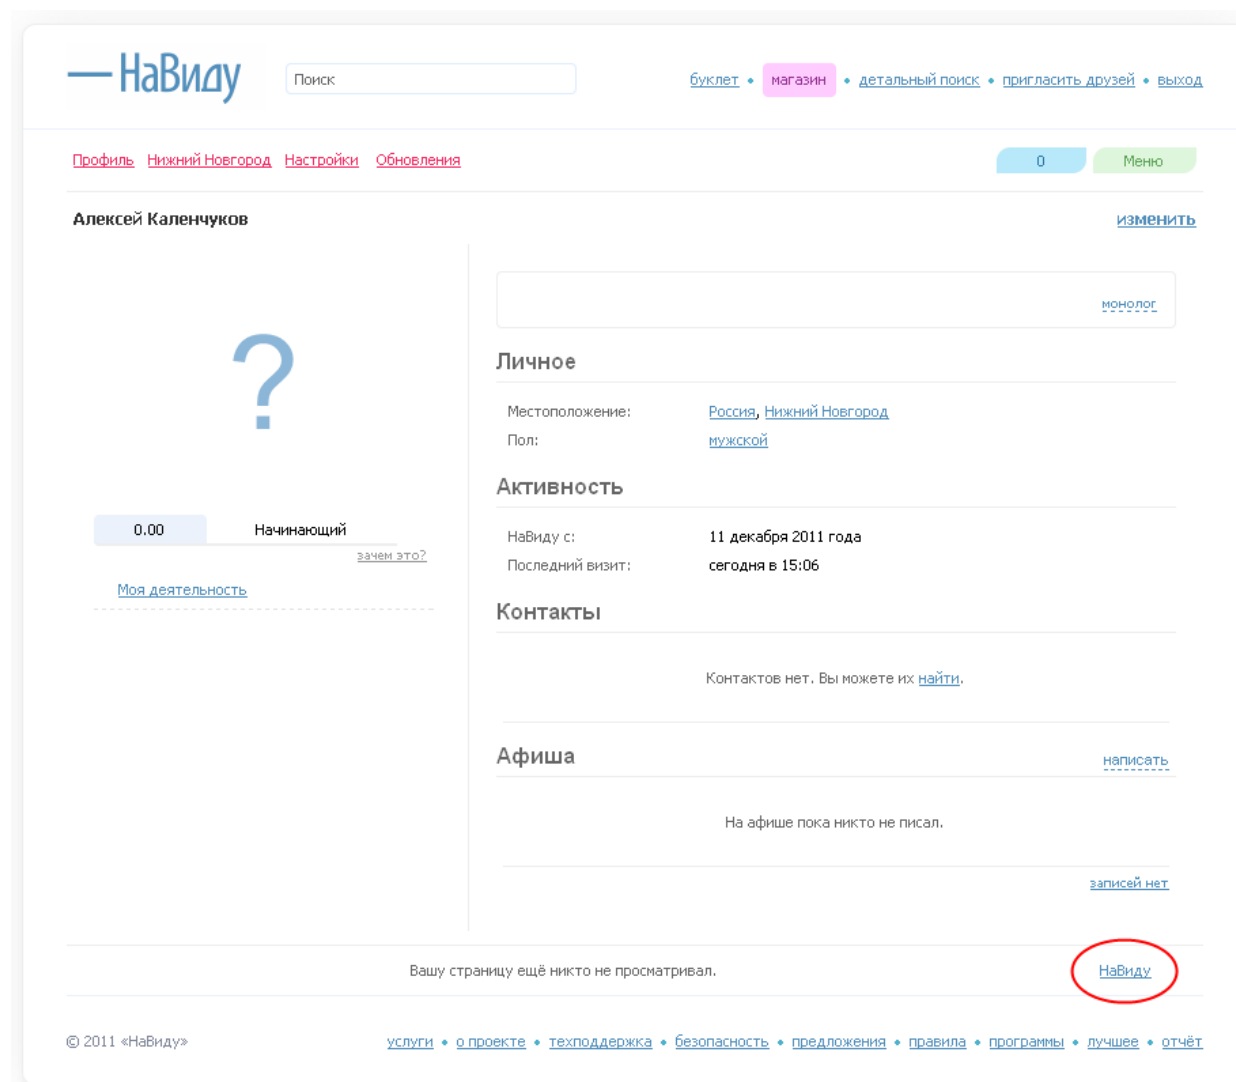 —НаВиду
Поиск
буклет • магазин • детальный поиск • пригласить друзей • выход
Профиль Нижний Новгород Настройки Обновления
0 Меню
Алексей Каленчуков
изменить
?
монолог
Личное
Местоположение: Россия, Нижний Новгород
Пол: мужской
Активность
0.00 Начинающий
зачем это?
НаВиду с: 11 декабря 2011 года
Последний визит: сегодня в 15:06
Моя деятельность
Контакты
Контактов нет. Вы можете их найти.
Афиша
написать
На афише пока никто не писал.
записей нет
Вашу страницу ещё никто не просматривал.
НаВиду
© 2011 «НаВиду»
услуги • о проекте • техподдержка • безопасность • предложения • правила • программы • лучшее • отчёт